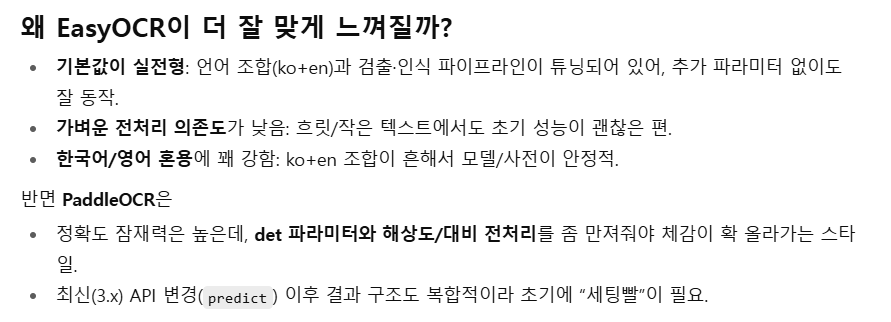 왜 EasyOCR이 더 잘 맞게 느껴질까?
• 기본값이 실전형: 언어 조합(ko+en)과 검출·인식 파이프라인이 튜닝되어 있어, 추가 파라미터 없이도
잘 동작.
• 가벼운 전처리 의존도가 낮음: 흐릿/작은 텍스트에서도 초기 성능이 괜찮은 편.
• 한국어/영어 혼용에 꽤 강함: ko+en 조합이 흔해서 모델/사전이 안정적.
반면 PaddleOCR은
• 정확도 잠재력은 높은데, det 파라미터와 해상도/대비 전처리를 좀 만져줘야 체감이 확 올라가는 스타
일.
• 최신(3.x) API 변경(predict) 이후 결과 구조도 복합적이라 초기에 “세팅빨”이 필요.